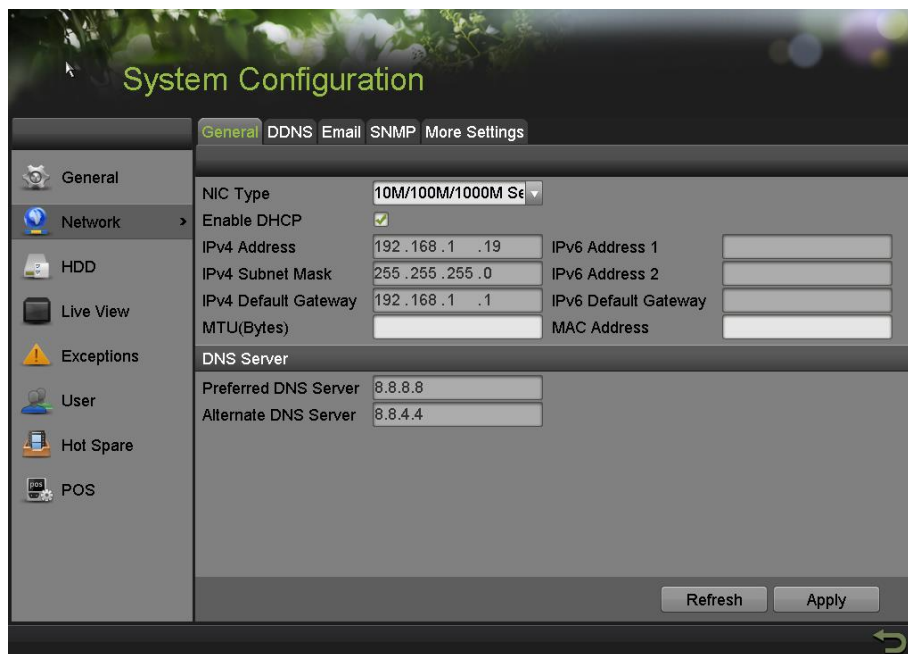 System Configuration
General DDNS Email SNMP More Settings
General
Network >
HDD
Live View
Exceptions
User
Hot Spare
pos POS
NIC Type 10M/100M/1000M Se
Enable DHCP
IPv4 Address 192 .168 .1 .19 IPv6 Address 1
IPv4 Subnet Mask 255 .255 .255 .0 IPv6 Address 2
IPv4 Default Gateway 192 .168 .1 .1 IPv6 Default Gateway
MTU(Bytes) MAC Address
DNS Server
Preferred DNS Server 8.8.8.8
Alternate DNS Server 8.8.4.4
Refresh Apply